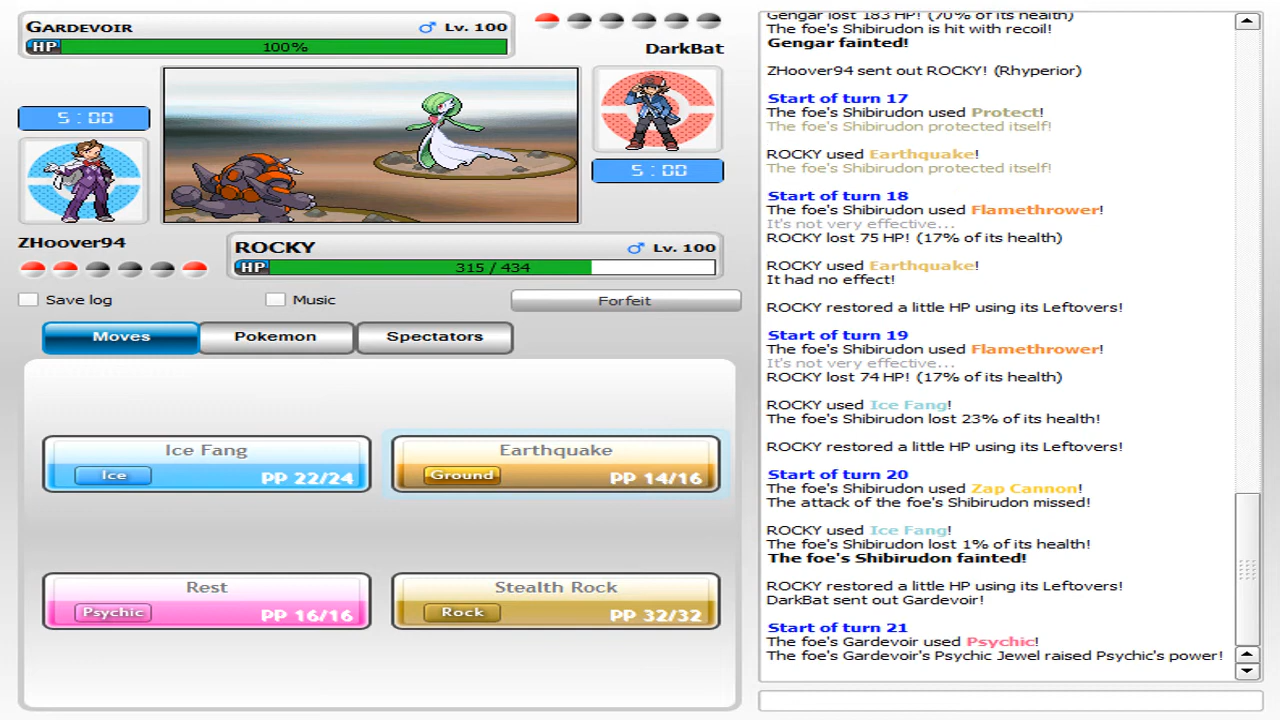 GARDEVOIR ♂ Lv. 100
HP 100%
DarkBat
5:00
5:00
ZHoover94
ROCKY ♂ Lv. 100
HP 315 / 434
Save log
Music
Forfeit
Moves
Pokemon
Spectators
Ice Fang
Ice PP 22/24
Earthquake
Ground PP 14/16
Rest
Psychic PP 16/16
Stealth Rock
Rock PP 32/32
Gengar lost 183 HP! (70% of its health)
The foe's Shibirudon is hit with recoil!
Gengar fainted!
ZHoover94 sent out ROCKY! (Rhyperior)
Start of turn 17
The foe's Shibirudon used Protect!
The foe's Shibirudon protected itself!
ROCKY used Earthquake!
The foe's Shibirudon protected itself!
Start of turn 18
The foe's Shibirudon used Flamethrower!
It's not very effective...
ROCKY lost 75 HP! (17% of its health)
ROCKY used Earthquake!
It had no effect!
ROCKY restored a little HP using its Leftovers!
Start of turn 19
The foe's Shibirudon used Flamethrower!
It's not very effective...
ROCKY lost 74 HP! (17% of its health)
ROCKY used Ice Fang!
The foe's Shibirudon lost 23% of its health!
ROCKY restored a little HP using its Leftovers!
Start of turn 20
The foe's Shibirudon used Zap Cannon!
The attack of the foe's Shibirudon missed!
ROCKY used Ice Fang!
The foe's Shibirudon lost 1% of its health!
The foe's Shibirudon fainted!
ROCKY restored a little HP using its Leftovers!
DarkBat sent out Gardevoir!
Start of turn 21
The foe's Gardevoir used Psychic!
The foe's Gardevoir's Psychic Jewel raised Psychic's power!